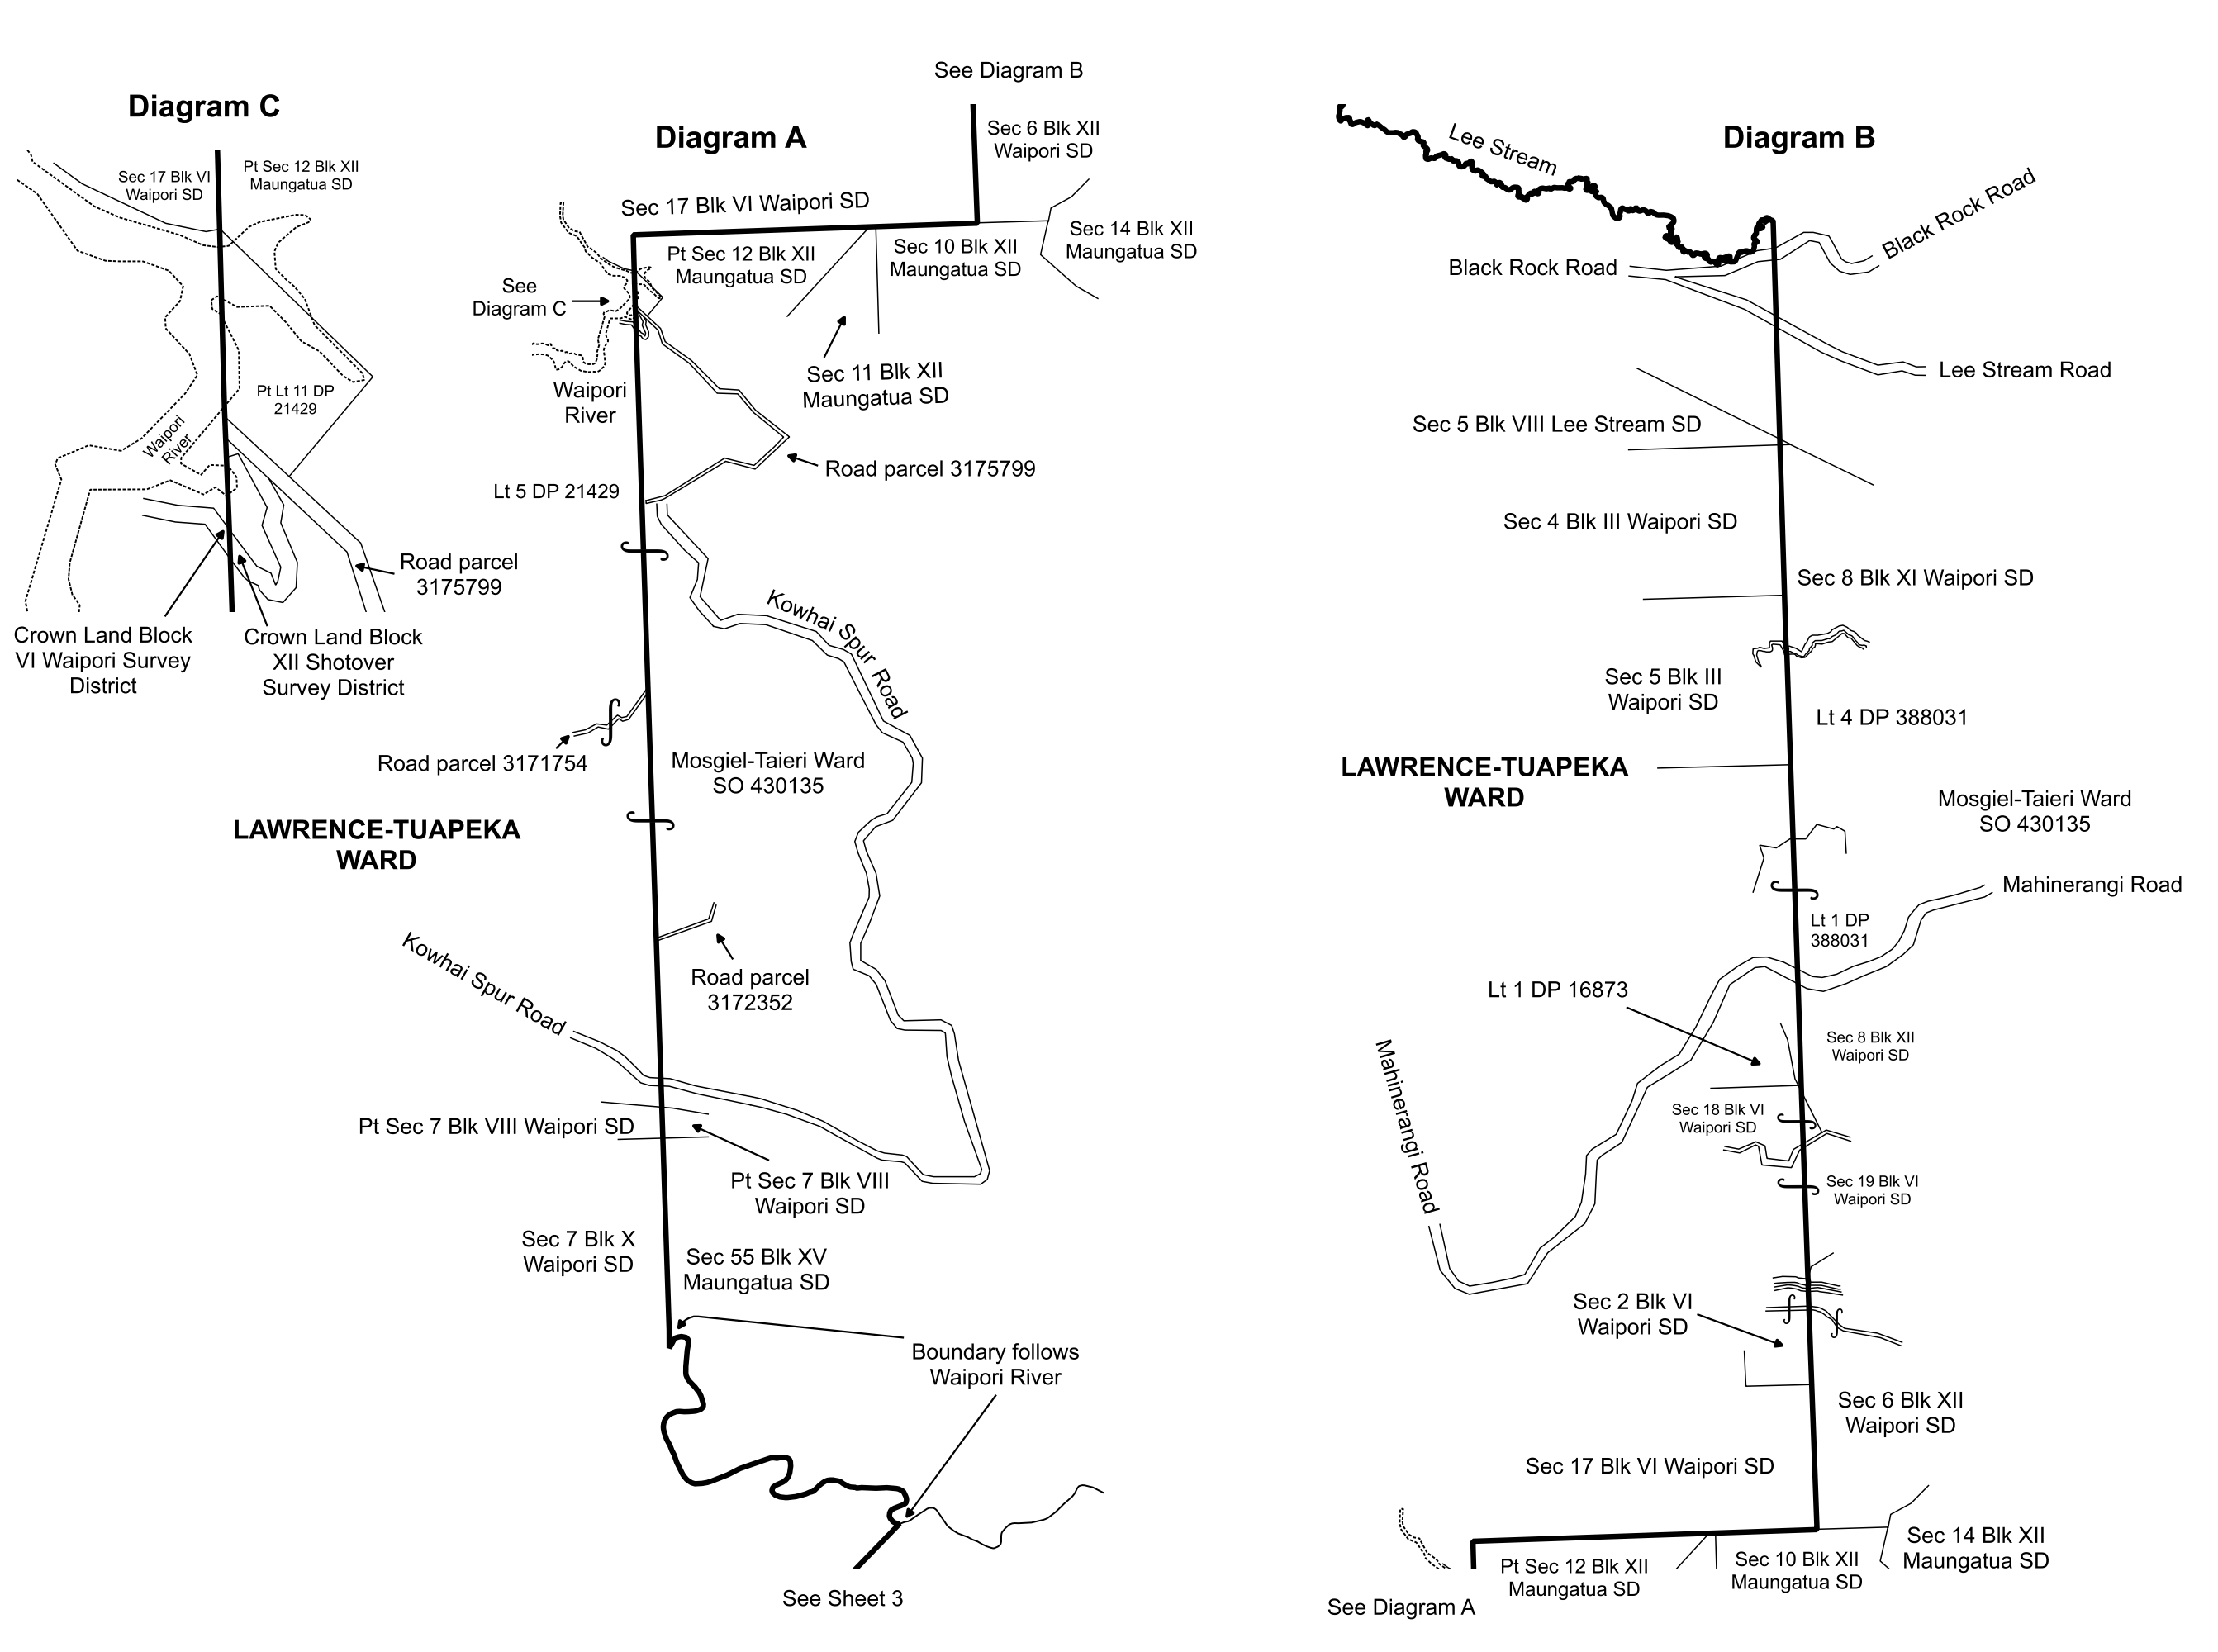 Diagram C
Sec 17 Blk VI
Waipori SD
Pt Sec 12 Blk XII
Maungatua SD
Pt Lt 11 DP
21429
Waipori
River
Road parcel
3175799
Crown Land Block
VI Waipori Survey
District
Crown Land Block
XII Shotover
Survey District
See Diagram B
Diagram A
Sec 6 Blk XII
Waipori SD
Sec 17 Blk VI Waipori SD
Pt Sec 12 Blk XII
Maungatua SD
Sec 10 Blk XII
Maungatua SD
Sec 14 Blk XII
Maungatua SD
See
Diagram C
Sec 11 Blk XII
Maungatua SD
Waipori
River
Road parcel 3175799
Lt 5 DP 21429
Kowhai Spur Road
Road parcel 3171754
Mosgiel-Taieri Ward
SO 430135
LAWRENCE-TUAPEKA
WARD
Kowhai Spur Road
Road parcel
3172352
Pt Sec 7 Blk VIII Waipori SD
Pt Sec 7 Blk VIII
Waipori SD
Sec 7 Blk X
Waipori SD
Sec 55 Blk XV
Maungatua SD
Boundary follows
Waipori River
See Sheet 3
Diagram B
Lee Stream
Black Rock Road
Black Rock Road
Lee Stream Road
Sec 5 Blk VIII Lee Stream SD
Sec 4 Blk III Waipori SD
Sec 8 Blk XI Waipori SD
Sec 5 Blk III
Waipori SD
Lt 4 DP 388031
LAWRENCE-TUAPEKA
WARD
Mosgiel-Taieri Ward
SO 430135
Mahinerangi Road
Lt 1 DP
388031
Lt 1 DP 16873
Sec 8 Blk XII
Waipori SD
Mahinerangi Road
Sec 18 Blk VI
Waipori SD
Sec 19 Blk VI
Waipori SD
Sec 2 Blk VI
Waipori SD
Sec 6 Blk XII
Waipori SD
Sec 17 Blk VI Waipori SD
Pt Sec 12 Blk XII
Maungatua SD
Sec 10 Blk XII
Maungatua SD
Sec 14 Blk XII
Maungatua SD
See Diagram A